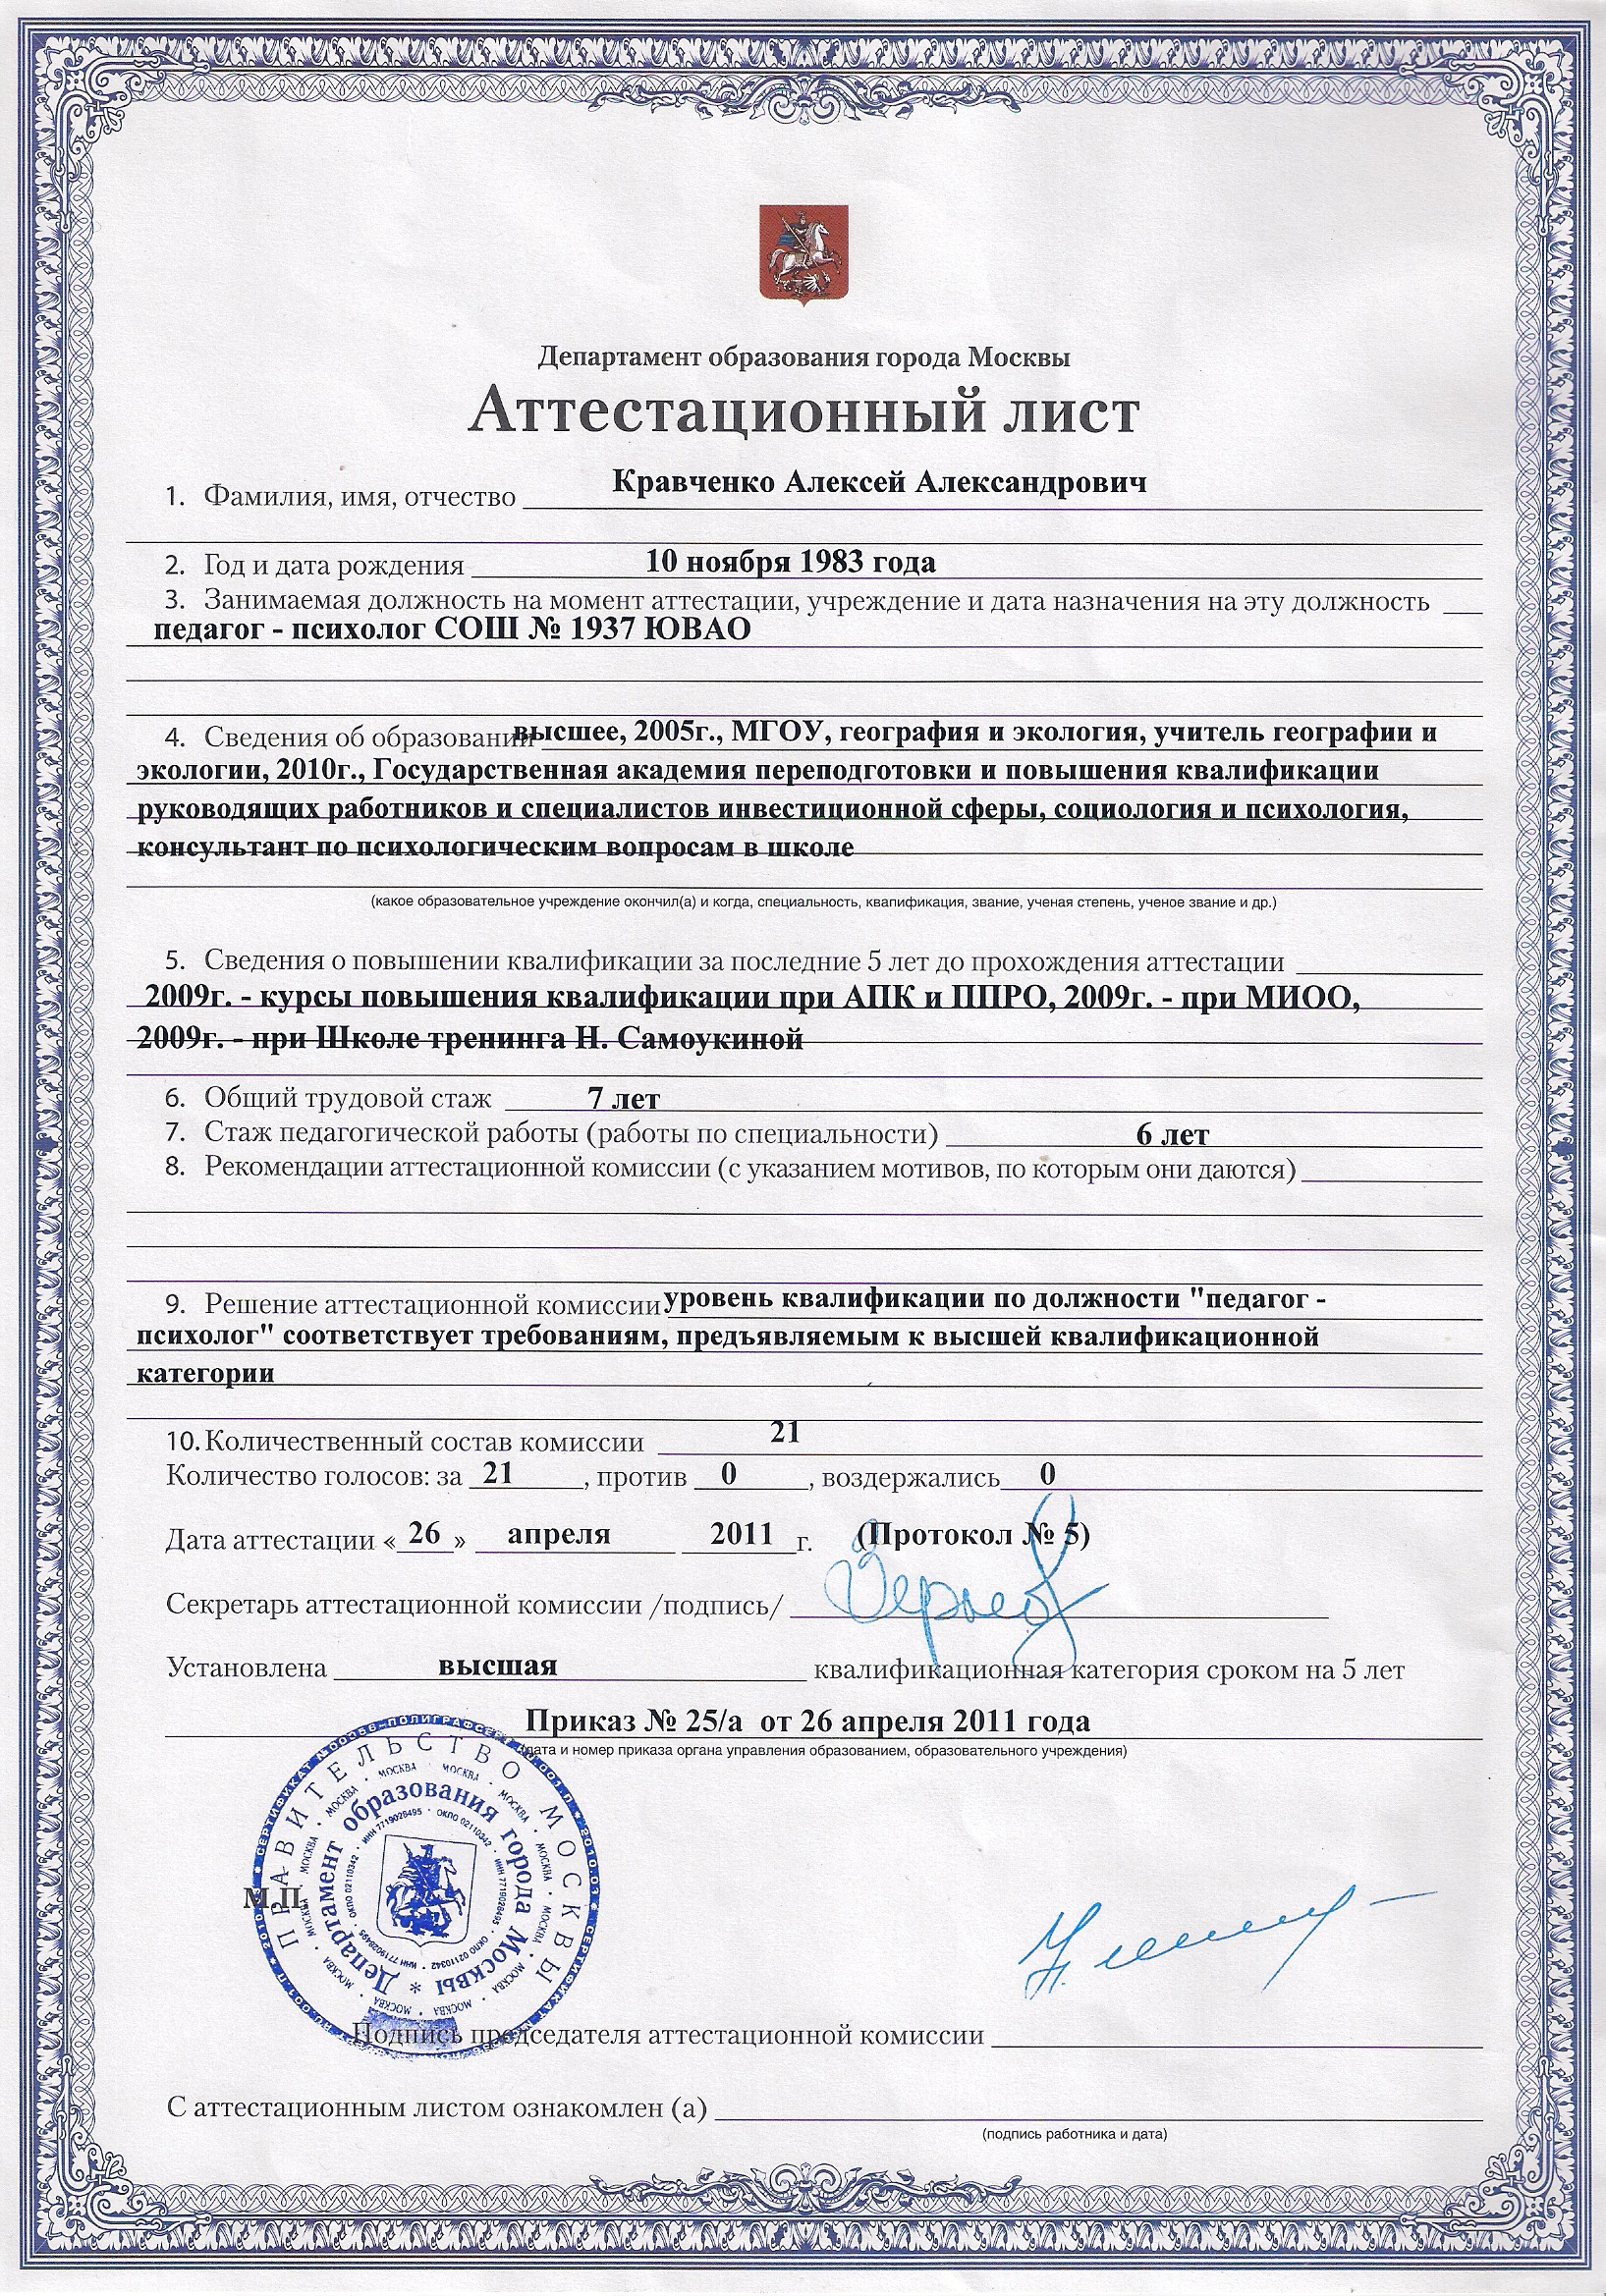 Департамент образования города Москвы
Аттестационный лист
1. Фамилия, имя, отчество Кравченко Алексей Александрович
2. Год и дата рождения 10 ноября 1983 года
3. Занимаемая должность на момент аттестации, учреждение и дата назначения на эту должность
педагог - психолог СОШ № 1937 ЮВАО
4. Сведения об образовании высшее, 2005г., МГОУ, география и экология, учитель географии и
экологии, 2010г., Государственная академия переподготовки и повышения квалификации
руководящих работников и специалистов инвестиционной сферы, социология и психология,
консультант по психологическим вопросам в школе
(какое образовательное учреждение окончил(а) и когда, специальность, квалификация, звание, ученая степень, ученое звание и др.)
5. Сведения о повышении квалификации за последние 5 лет до прохождения аттестации
2009г. - курсы повышения квалификации при АПК и ППРО, 2009г. - при МИОО,
2009г. - при Школе тренинга Н. Самоукиной
6. Общий трудовой стаж 7 лет
7. Стаж педагогической работы (работы по специальности) 6 лет
8. Рекомендации аттестационной комиссии (с указанием мотивов, по которым они даются)
9. Решение аттестационной комиссии уровень квалификации по должности "педагог -
психолог" соответствует требованиям, предъявляемым к высшей квалификационной
категории
10. Количественный состав комиссии 21
Количество голосов: за 21, против 0, воздержались 0
Дата аттестации «26» апреля 2011 г. (Протокол № 5)
Секретарь аттестационной комиссии /подпись/
Установлена высшая квалификационная категория сроком на 5 лет
Приказ № 25/а от 26 апреля 2011 года
(дата и номер приказа органа управления образованием, образовательного учреждения)
ПРАВИТЕЛЬСТВО МОСКВЫ
Департамент образования города Москвы *
ИНН 7719028495 · ОКПО 02110342
М.П.
Подпись председателя аттестационной комиссии
С аттестационным листом ознакомлен (а)
(подпись работника и дата)